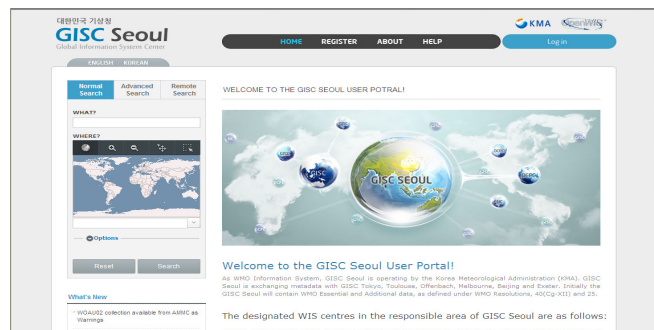 대한민국 기상청
GISC Seoul
Global Information System Center
KMA OpenWIS
HOME REGISTER ABOUT HELP
Log in
ENGLISH KOREAN
Normal Search
Advanced Search
Remote Search
WELCOME TO THE GISC SEOUL USER POTRAL!
WHAT?
WHERE?
GISC
GISC SEOUL
Options
Reset Search
Welcome to the GISC Seoul User Portal!
As WMO Information System, GISC Seoul is operating by the Korea Meteorological Administration (KMA). GISC
Seoul is exchanging metadata with GISC Tokyo, Toulouse, Offenbach, Melbourne, Beijing and Exeter. Initially the
GISC Seoul will contain WMO Essential and Additional data, as defined under WMO Resolutions, 40(Cg-XII) and 25.
What's New
WOAU02 collection available from AMMC as
Warnings
The designated WIS centres in the responsible area of GISC Seoul are as follows: